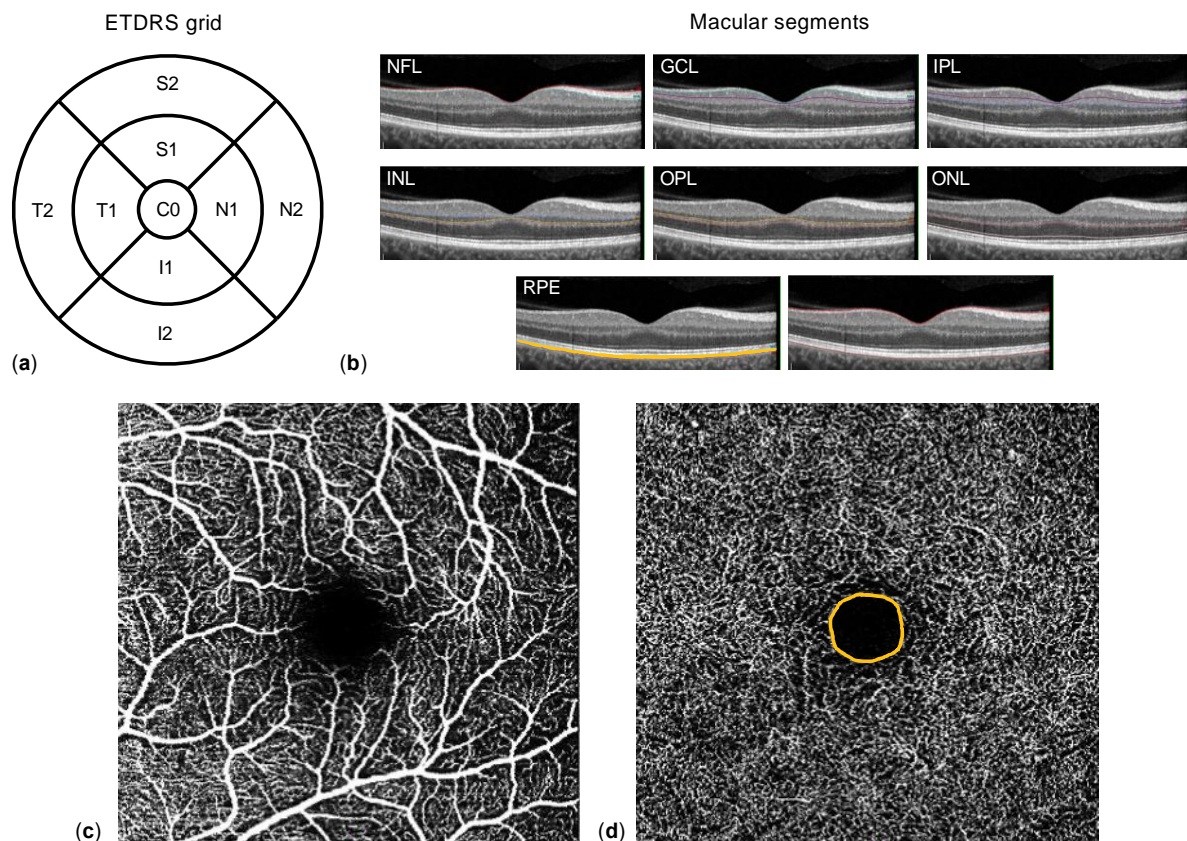 ETDRS grid
S2
S1
T2 T1 C0 N1 N2
I1
I2
(a)
Macular segments
NFL GCL IPL
INL OPL ONL
RPE
(b)
(c)
(d)